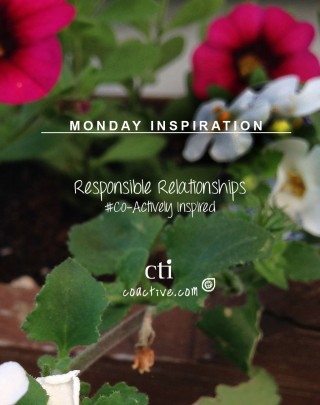 MONDAY INSPIRATION
Responsible Relationships
#Co-Actively Inspired
cti
coactive.com